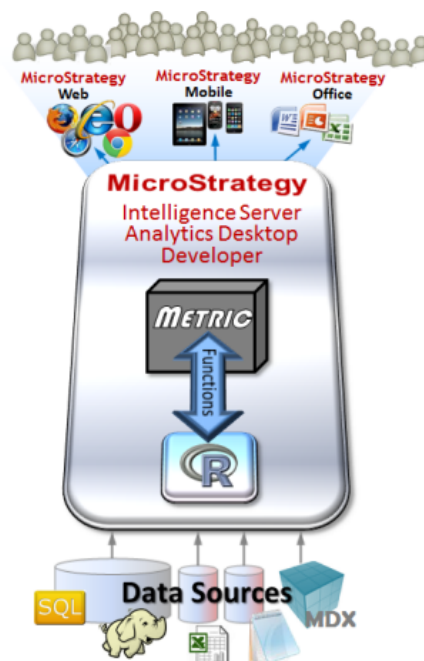 MicroStrategy
Web
MicroStrategy
Mobile
MicroStrategy
Office
MicroStrategy
Intelligence Server
Analytics Desktop
Developer
METRIC
Functions
R
SQL
Data Sources
MDX